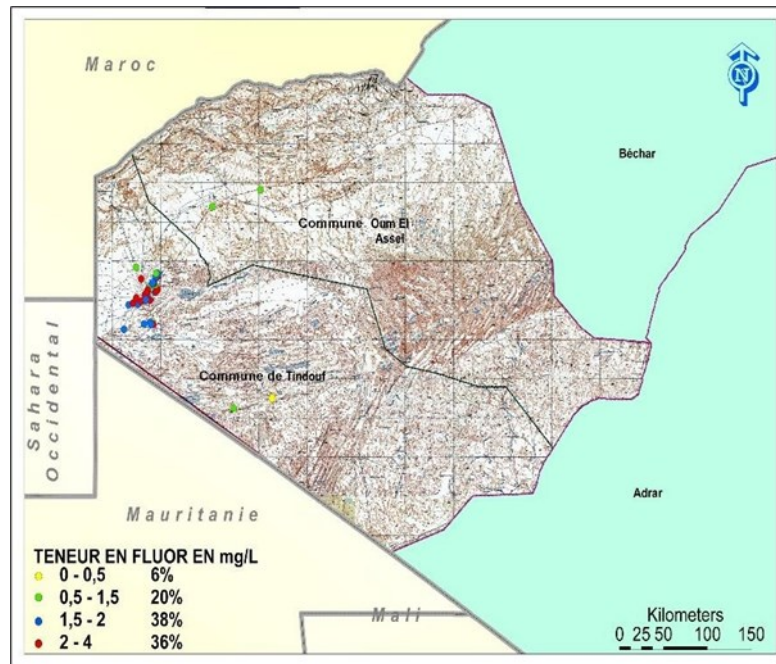 Maroc
N
Béchar
Commune Oum El
Assel
Sahara
Occidental
Commune de Tindouf
Adrar
Mauritanie
TENEUR EN FLUOR EN mg/L
0 - 0,5 6%
0,5 - 1,5 20%
1,5 - 2 38%
2 - 4 36%
Mali
Kilometers
0 25 50 100 150